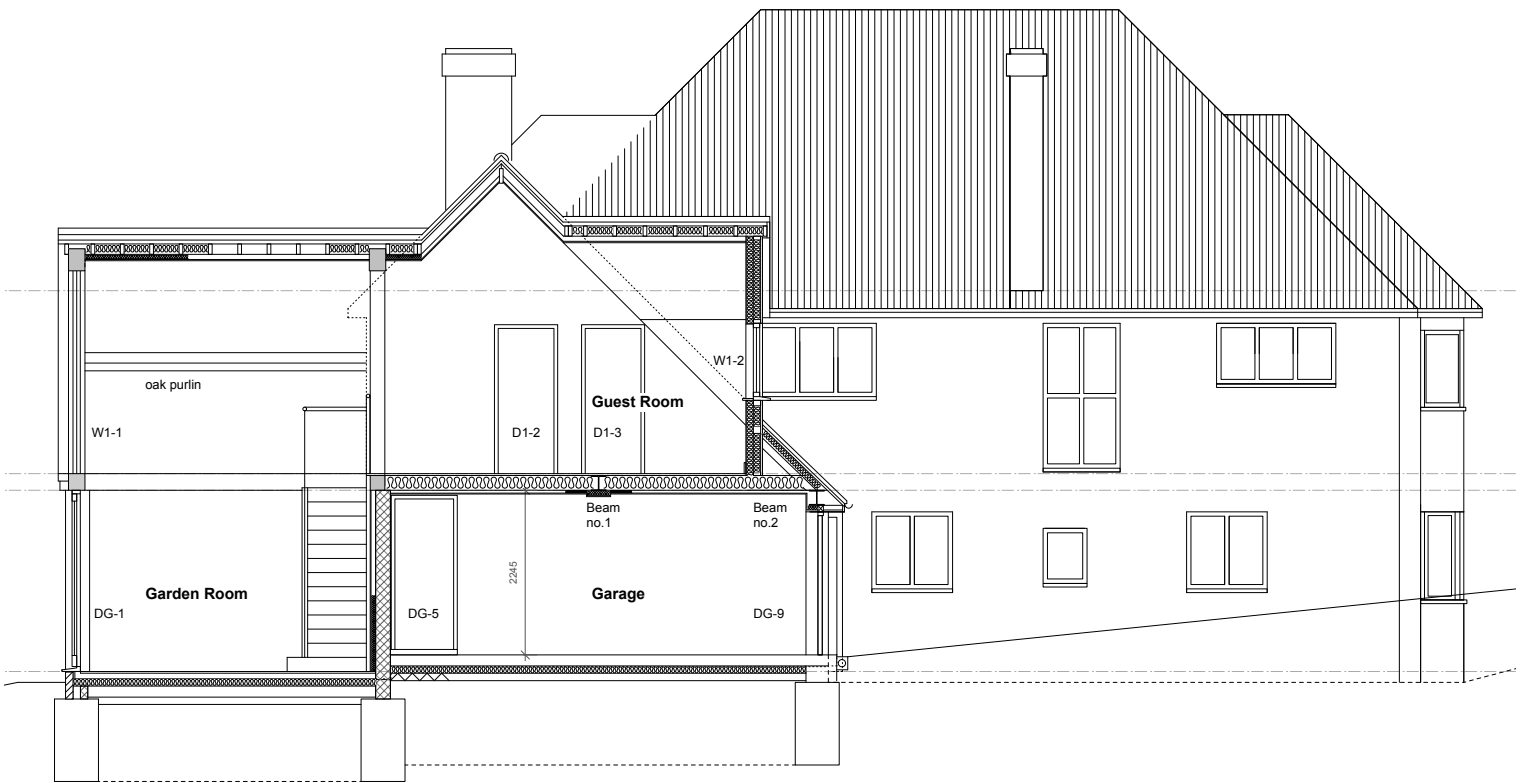 W1-2
oak purlin
Guest Room
W1-1
D1-2
D1-3
Beam
no.1
Beam
no.2
2245
Garden Room
Garage
DG-1
DG-5
DG-9